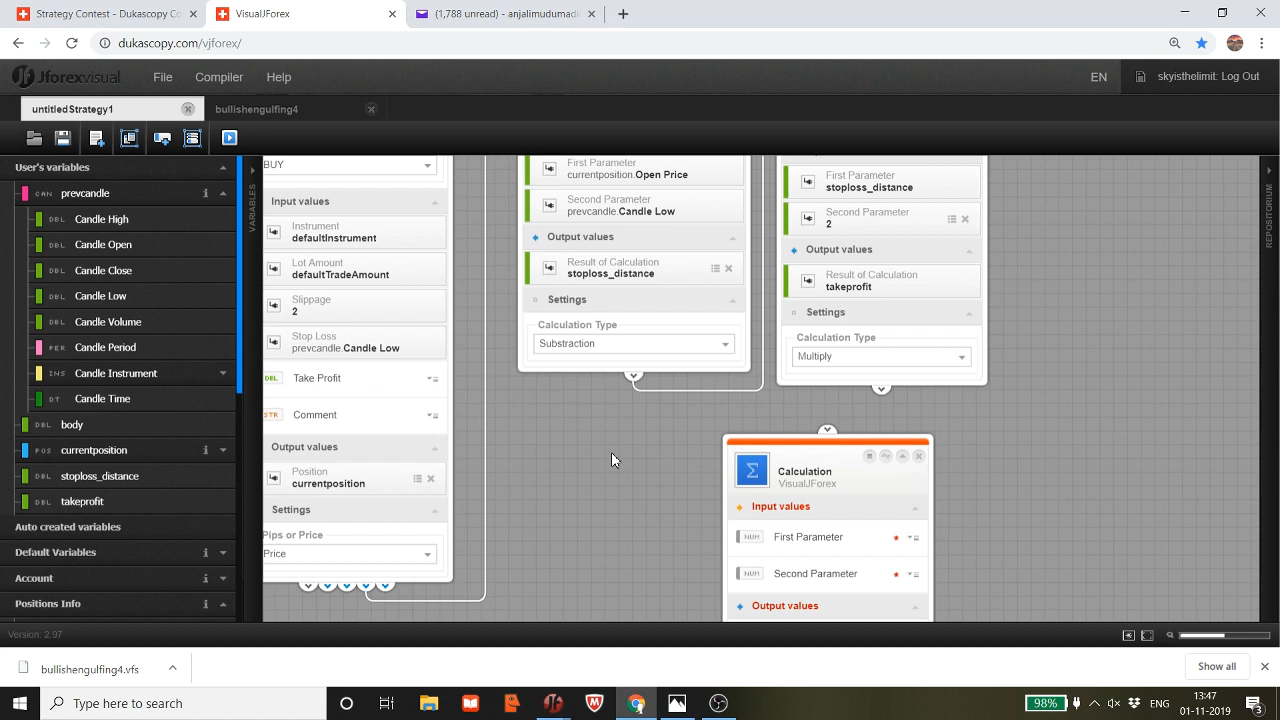 Strategy Contest - Dukascopy Com
VisualJForex
(1,788 unread) - anjalimudumadi
dukascopy.com/vjforex/
Jforexvisual
File
Compiler
Help
EN
skyisthelimit: Log Out
untitledStrategy1
bullishengulfing4
User's variables
CAN prevcandle
DBL Candle High
DBL Candle Open
DBL Candle Close
DBL Candle Low
DBL Candle Volume
PER Candle Period
INS Candle Instrument
DT Candle Time
DBL body
POS currentposition
DBL stoploss_distance
DBL takeprofit
Auto created variables
Default Variables
Account
Positions Info
VARIABLES
BUY
Input values
Instrument
defaultInstrument
Lot Amount
defaultTradeAmount
Slippage
2
Stop Loss
prevcandle.Candle Low
DBL Take Profit
STR Comment
Output values
Position
currentposition
Settings
Pips or Price
Price
First Parameter
currentposition.Open Price
Second Parameter
prevcandle.Candle Low
Output values
Result of Calculation
stoploss_distance
Settings
Calculation Type
Substraction
First Parameter
stoploss_distance
Second Parameter
2
Output values
Result of Calculation
takeprofit
Settings
Calculation Type
Multiply
Calculation
VisualJForex
Input values
NUM First Parameter
NUM Second Parameter
Output values
REPOSITORIUM
Version: 2.97
bullishengulfing4.vfs
Show all
Type here to search
98%
ENG
13:47
01-11-2019
3